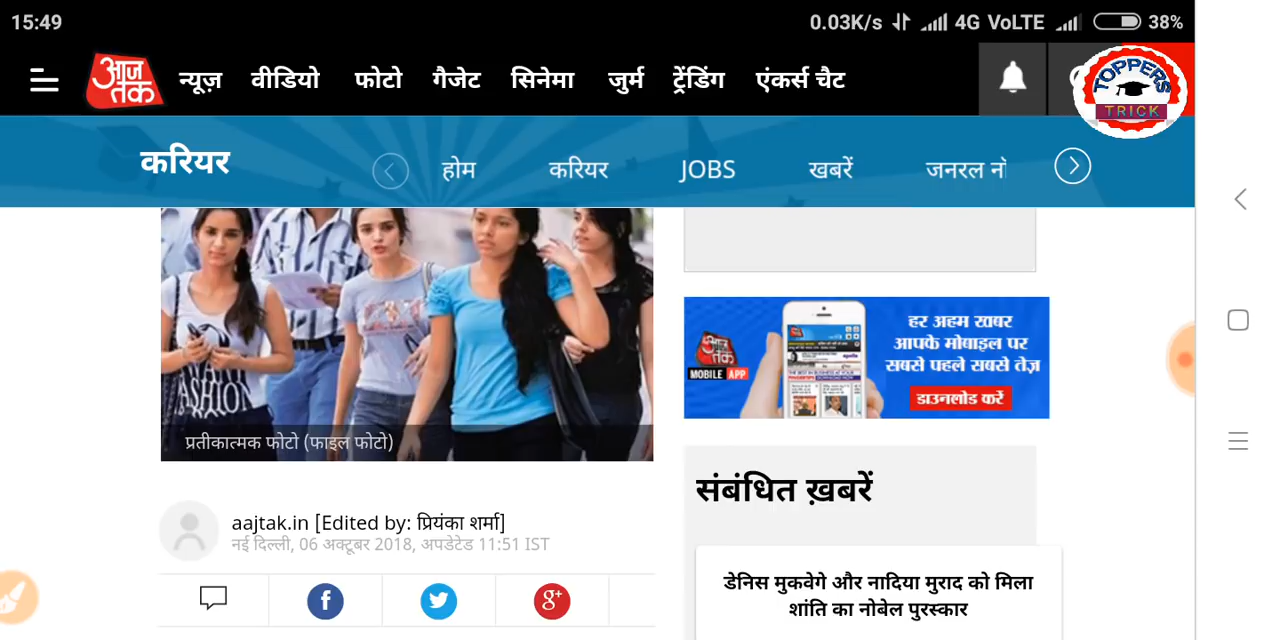 15:49
0.03K/s 4G VoLTE 38%
आज तक
न्यूज़ वीडियो फोटो गैजेट सिनेमा जुर्म ट्रेंडिंग एंकर्स चैट
TOPPERS
TRICK
करियर
होम करियर JOBS खबरें जनरल नॉ
FASHION
प्रतीकात्मक फोटो (फाइल फोटो)
aajtak.in [Edited by: प्रियंका शर्मा]
नई दिल्ली, 06 अक्टूबर 2018, अपडेटेड 11:51 IST
f g+
आज तक
MOBILE APP
हर अहम खबर
आपके मोबाइल पर
सबसे पहले सबसे तेज़
डाउनलोड करें
संबंधित ख़बरें
डेनिस मुकवेगे और नादिया मुराद को मिला
शांति का नोबेल पुरस्कार